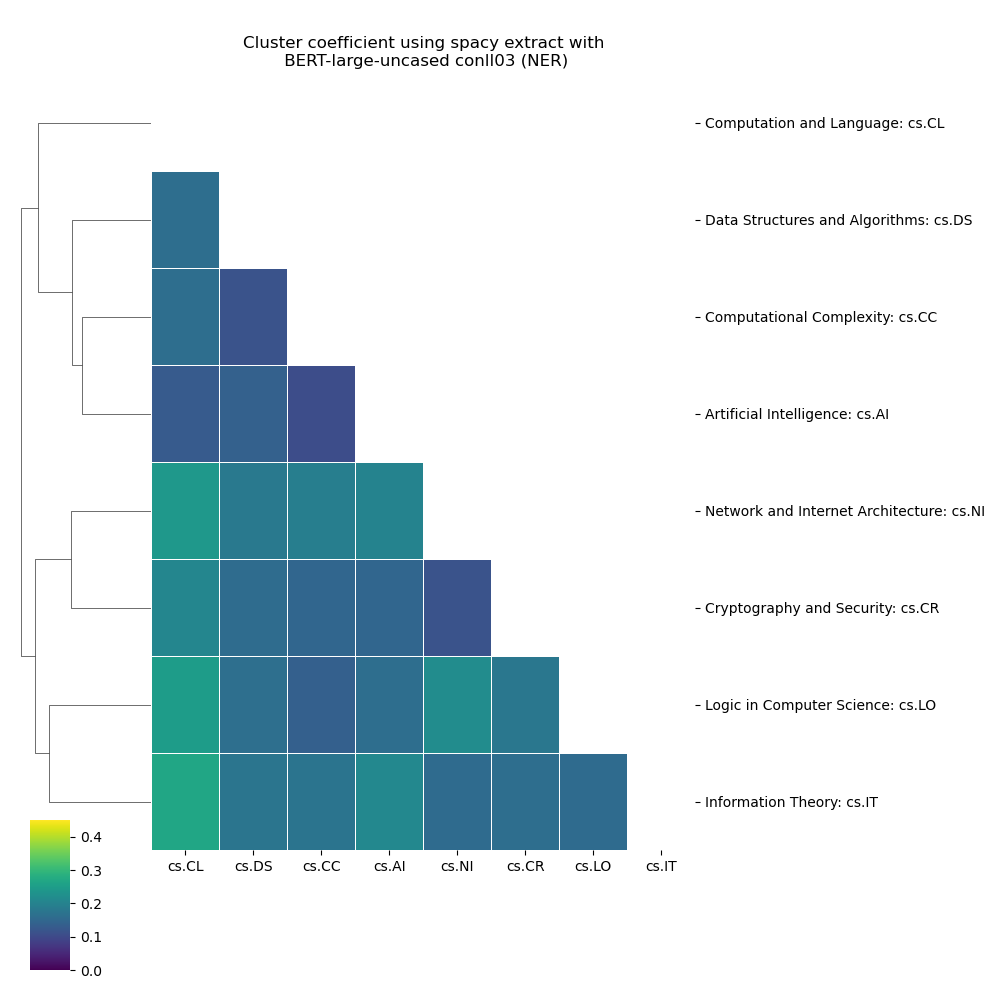 Cluster coefficient using spacy extract with
BERT-large-uncased conll03 (NER)
Computation and Language: cs.CL
Data Structures and Algorithms: cs.DS
Computational Complexity: cs.CC
Artificial Intelligence: cs.AI
Network and Internet Architecture: cs.NI
Cryptography and Security: cs.CR
Logic in Computer Science: cs.LO
Information Theory: cs.IT
cs.CL cs.DS cs.CC cs.AI cs.NI cs.CR cs.LO cs.IT
0.4
0.3
0.2
0.1
0.0